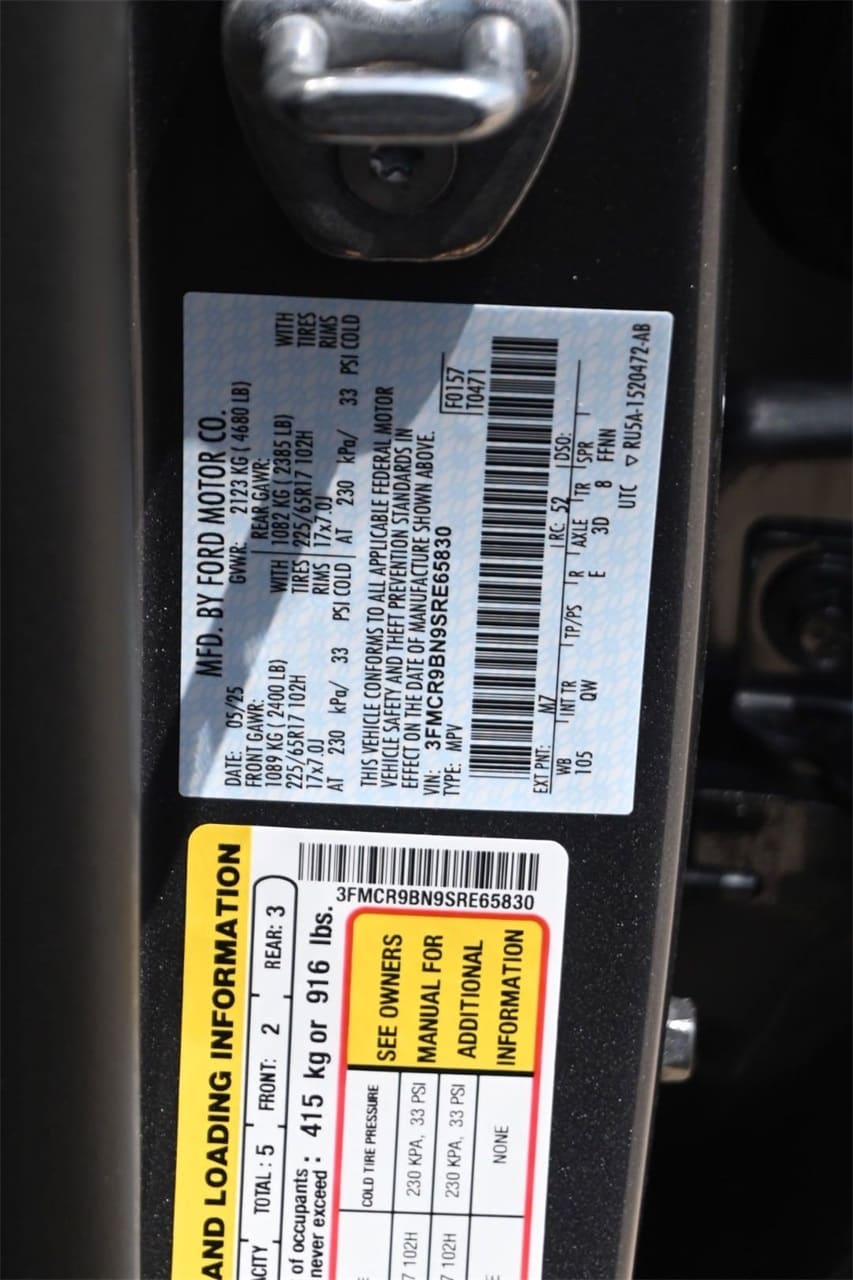 MFD. BY FORD MOTOR CO.
DATE: 05/25 GVWR: 2123 KG ( 4680 LB)
FRONT GAWR: REAR GAWR:
1089 KG ( 2400 LB) WITH 1082 KG ( 2385 LB) WITH
225/65R17 102H TIRES 225/65R17 102H TIRES
17x7.0J RIMS 17x7.0J RIMS
AT 230 kPa/ 33 PSI COLD AT 230 kPa/ 33 PSI COLD
THIS VEHICLE CONFORMS TO ALL APPLICABLE FEDERAL MOTOR
VEHICLE SAFETY AND THEFT PREVENTION STANDARDS IN
EFFECT ON THE DATE OF MANUFACTURE SHOWN ABOVE.
VIN: 3FMCR9BN9SRE65830 F0157
TYPE: MPV T0471
EXT PNT: M7 RC: 52 DSO:
WB INT TR TP/PS R AXLE TR SPR
105 QW E 3D 8 FFNN
UTC ▽ RU5A-1520472-AB
AND LOADING INFORMATION
ACITY TOTAL: 5 FRONT: 2 REAR: 3
of occupants
never exceed : 415 kg or 916 lbs.
3FMCR9BN9SRE65830
COLD TIRE PRESSURE
7 102H 230 KPA, 33 PSI
7 102H 230 KPA, 33 PSI
NONE
SEE OWNERS
MANUAL FOR
ADDITIONAL
INFORMATION